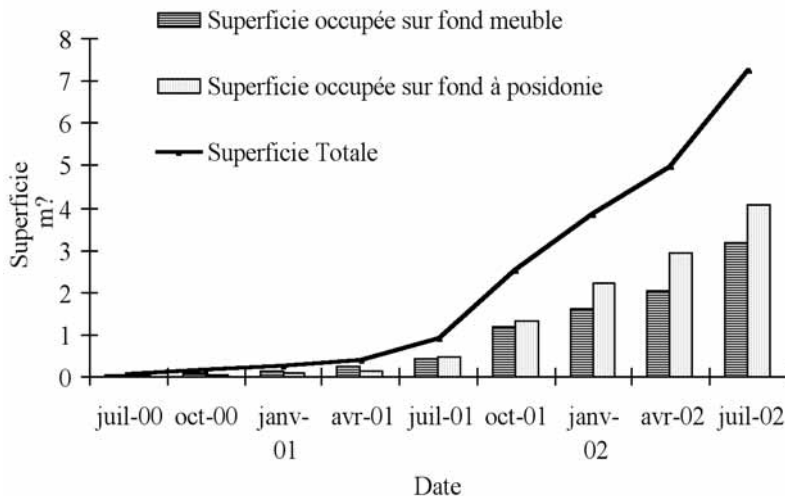 Superficie occupée sur fond meuble
Superficie occupée sur fond à posidonie
Superficie Totale
Superficie
m?
8
7
6
5
4
3
2
1
0
juil-00 oct-00 janv-01 avr-01 juil-01 oct-01 janv-02 avr-02 juil-02
Date